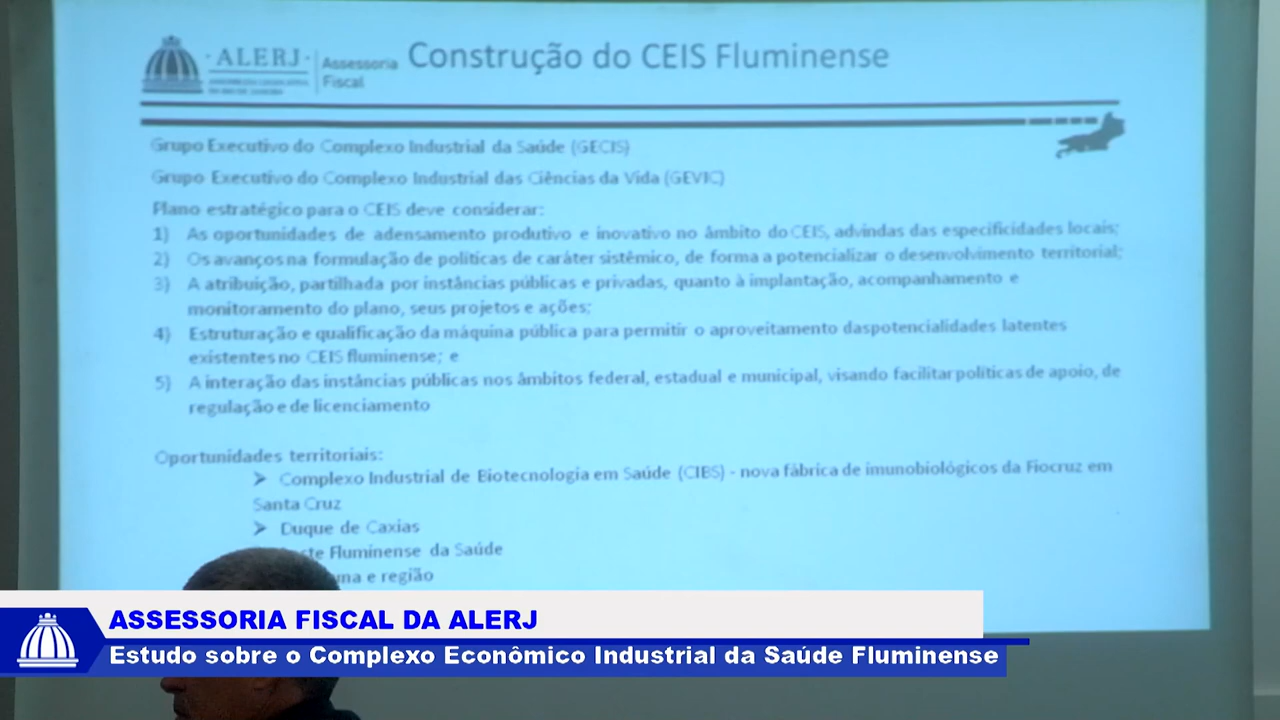 ALERJ
Assessoria
Fiscal
Construção do CEIS Fluminense
Grupo Executivo do Complexo Industrial da Saúde (GECIS)
Grupo Executivo do Complexo Industrial das Ciências da Vida (GEVIC)
Plano estratégico para o CEIS deve considerar:
1) As oportunidades de adensamento produtivo e inovativo no âmbito do CEIS, advindas das especificidades locais;
2) Os avanços na formulação de políticas de caráter sistêmico, de forma a potencializar o desenvolvimento territorial;
3) A atribuição, partilhada por instâncias públicas e privadas, quanto à implantação, acompanhamento e
monitoramento do plano, seus projetos e ações;
4) Estruturação e qualificação da máquina pública para permitir o aproveitamento daspotencialidades latentes
existentes no CEIS fluminense; e
5) A interação das instâncias públicas nos âmbitos federal, estadual e municipal, visando facilitar políticas de apoio, de
regulação e de licenciamento
Oportunidades territoriais:
➤ Complexo Industrial de Biotecnologia em Saúde (CIBS) - nova fábrica de imunobiológicos da Fiocruz em
Santa Cruz
➤ Duque de Caxias
Fluminense da Saúde
e região
ASSESSORIA FISCAL DA ALERJ
Estudo sobre o Complexo Econômico Industrial da Saúde Fluminense